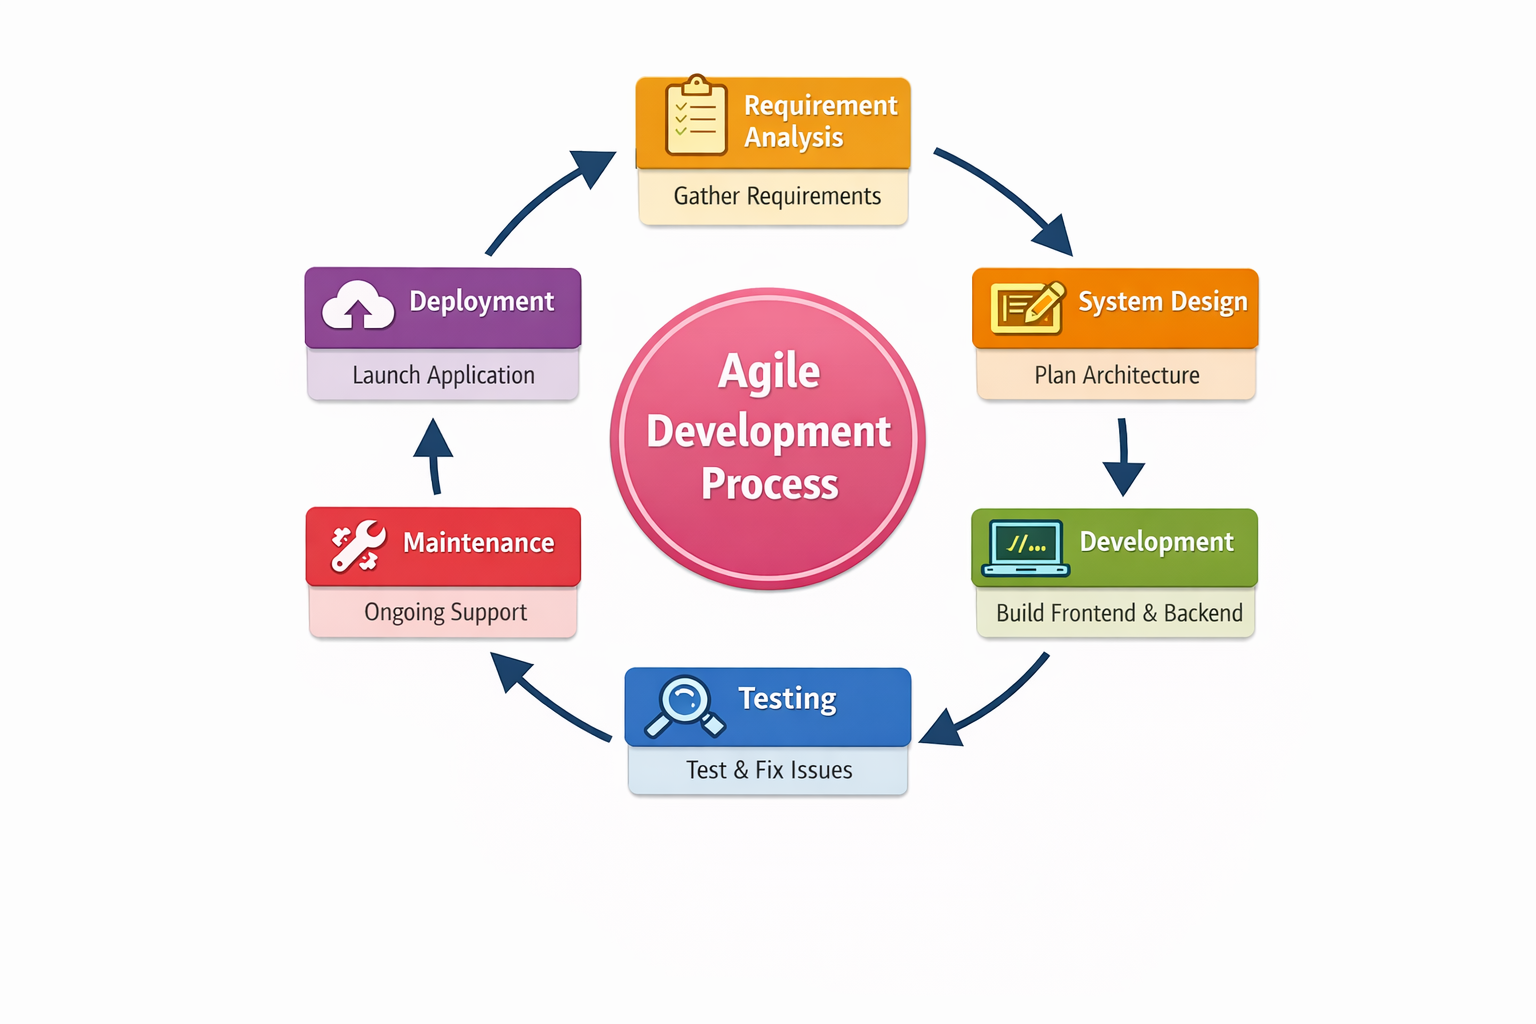 Requirement
Analysis
Gather Requirements
System Design
Plan Architecture
//...
Development
Build Frontend & Backend
Testing
Test & Fix Issues
Maintenance
Ongoing Support
Deployment
Launch Application
Agile
Development
Process